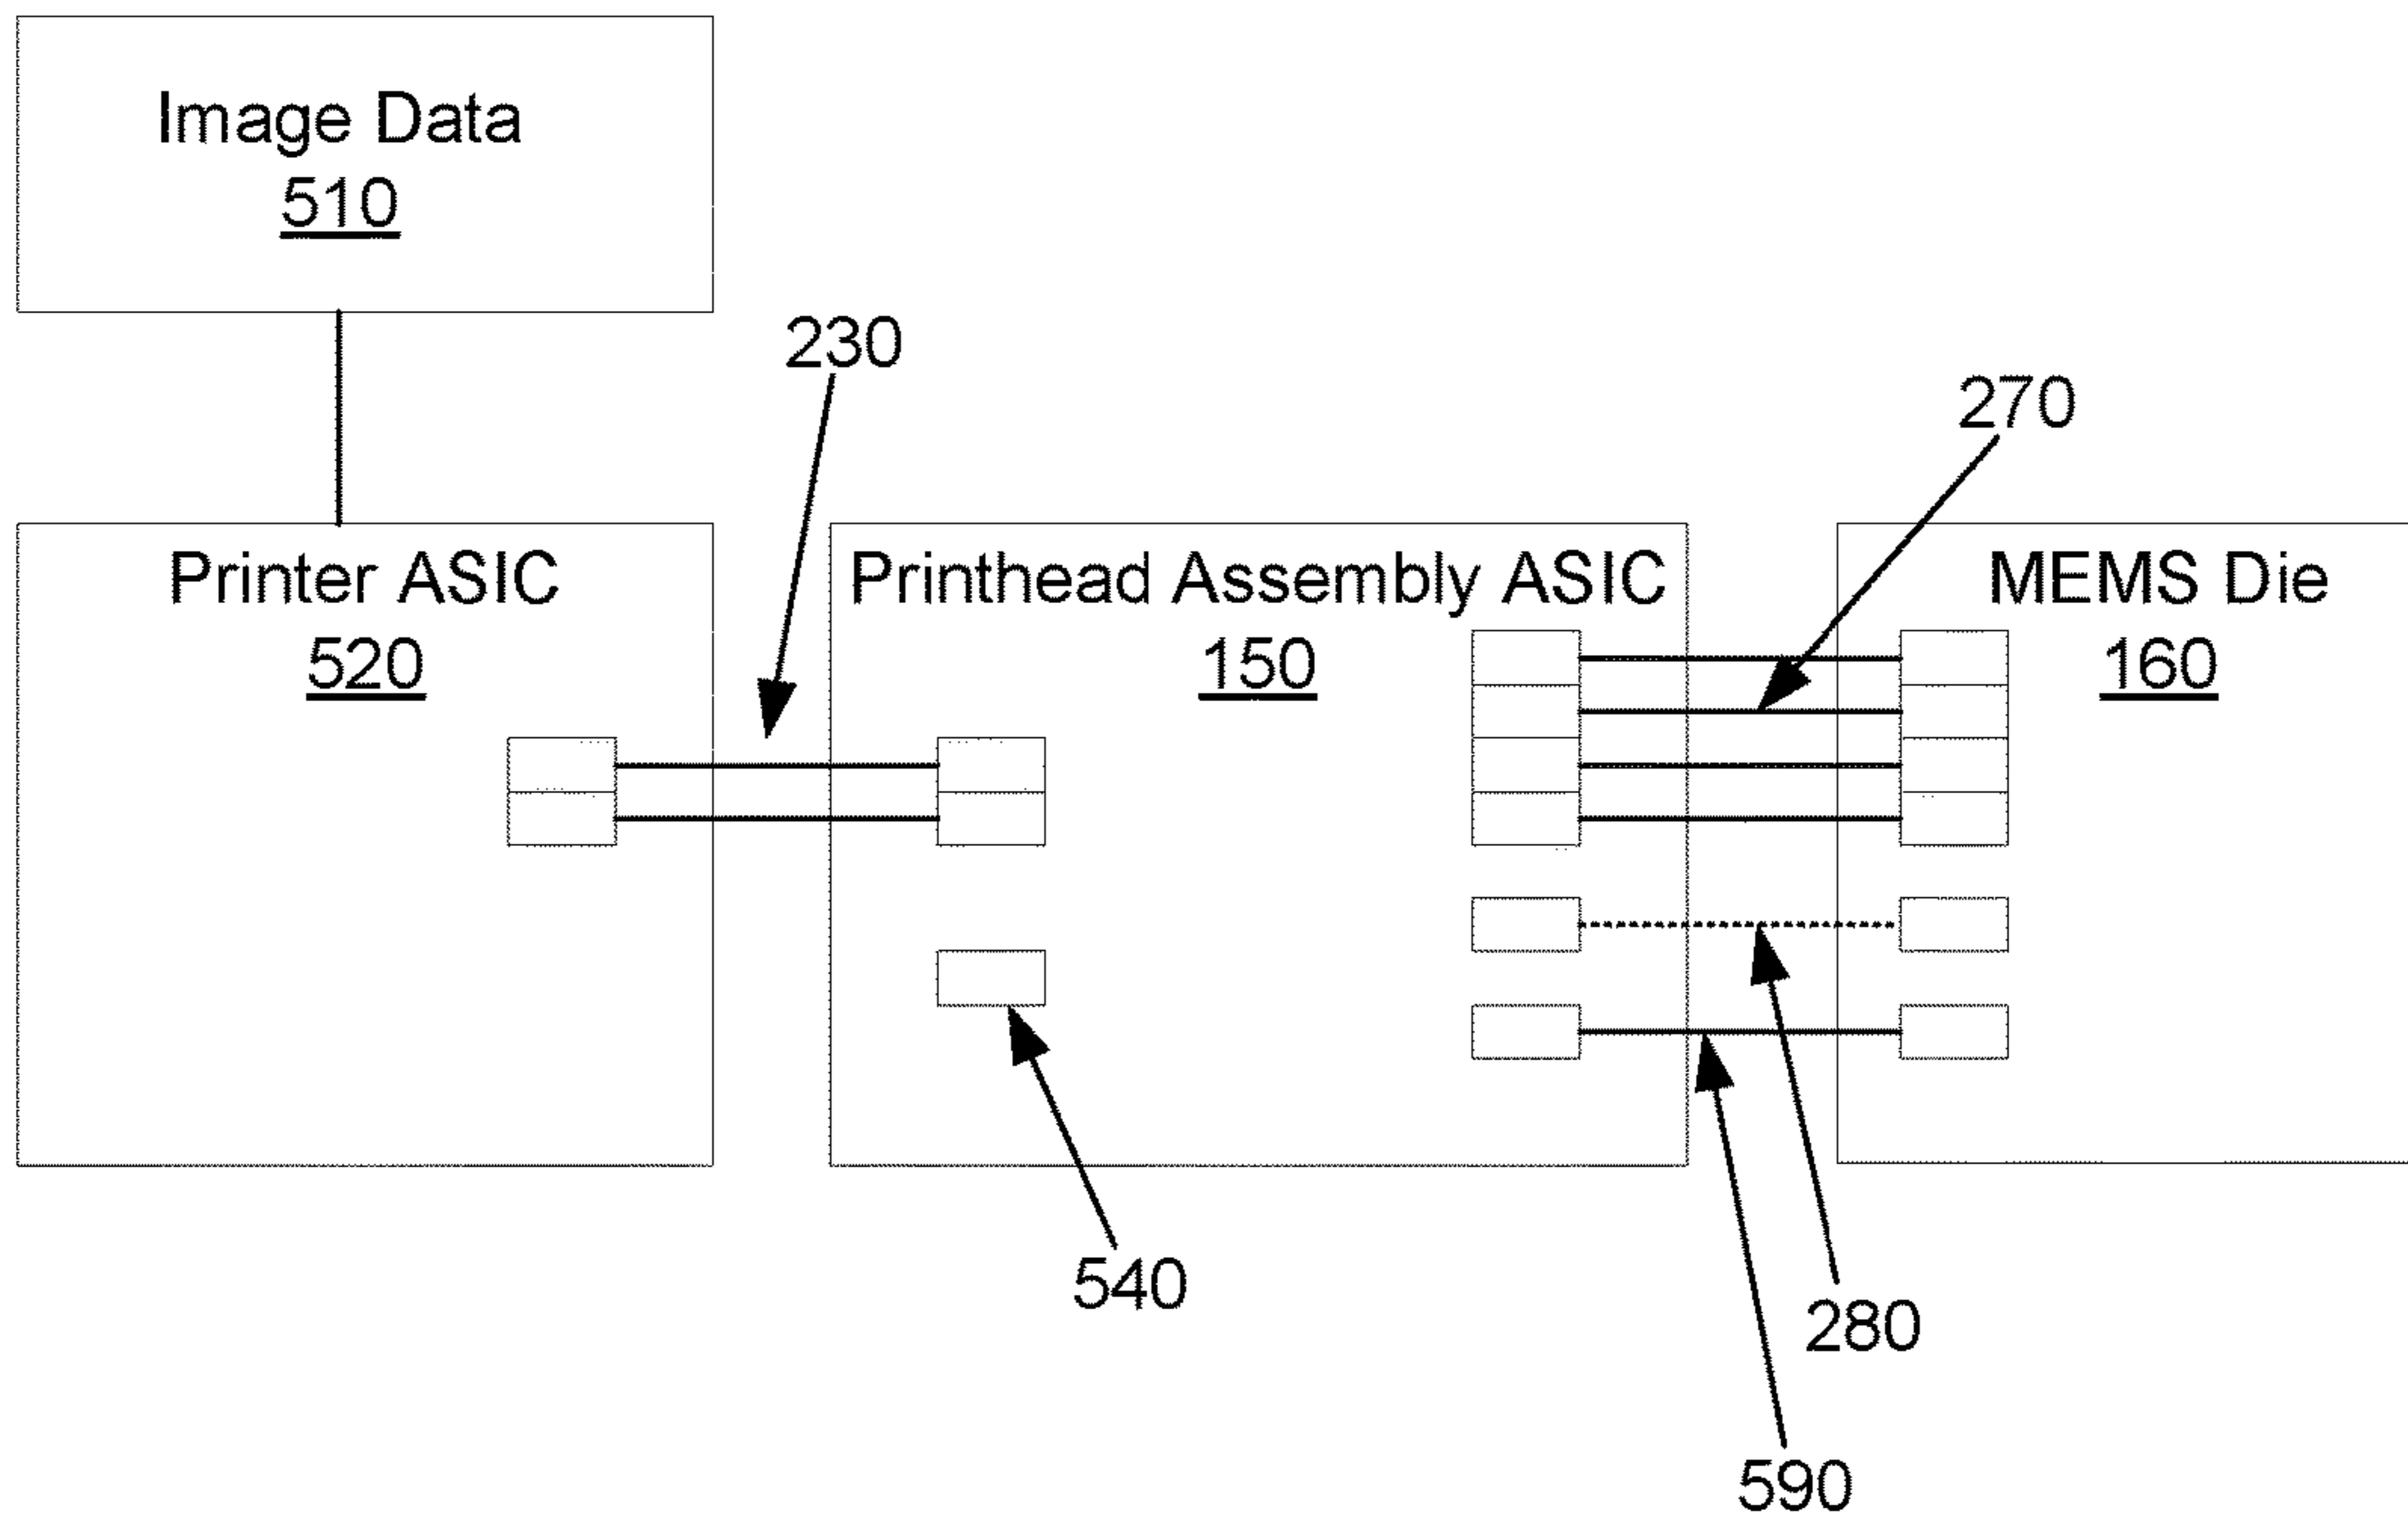 Image Data
510
230
270
Printer ASIC
520
Printhead Assembly ASIC
150
MEMS Die
160
540
280
590